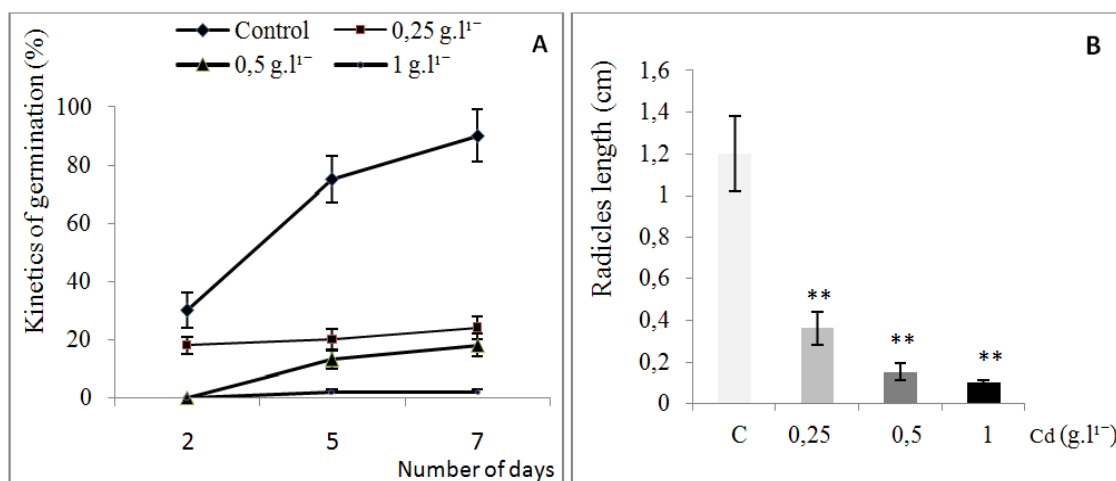 Control 0,25 g.l¹⁻
0,5 g.l¹⁻ 1 g.l¹⁻
A
Kinetics of germination (%)
100
80
60
40
20
0
2 5 7
Number of days
B
Radicles length (cm)
1,6
1,4
1,2
1
0,8
0,6
0,4
0,2
0
**
**
**
C 0,25 0,5 1 Cd (g.l¹⁻)